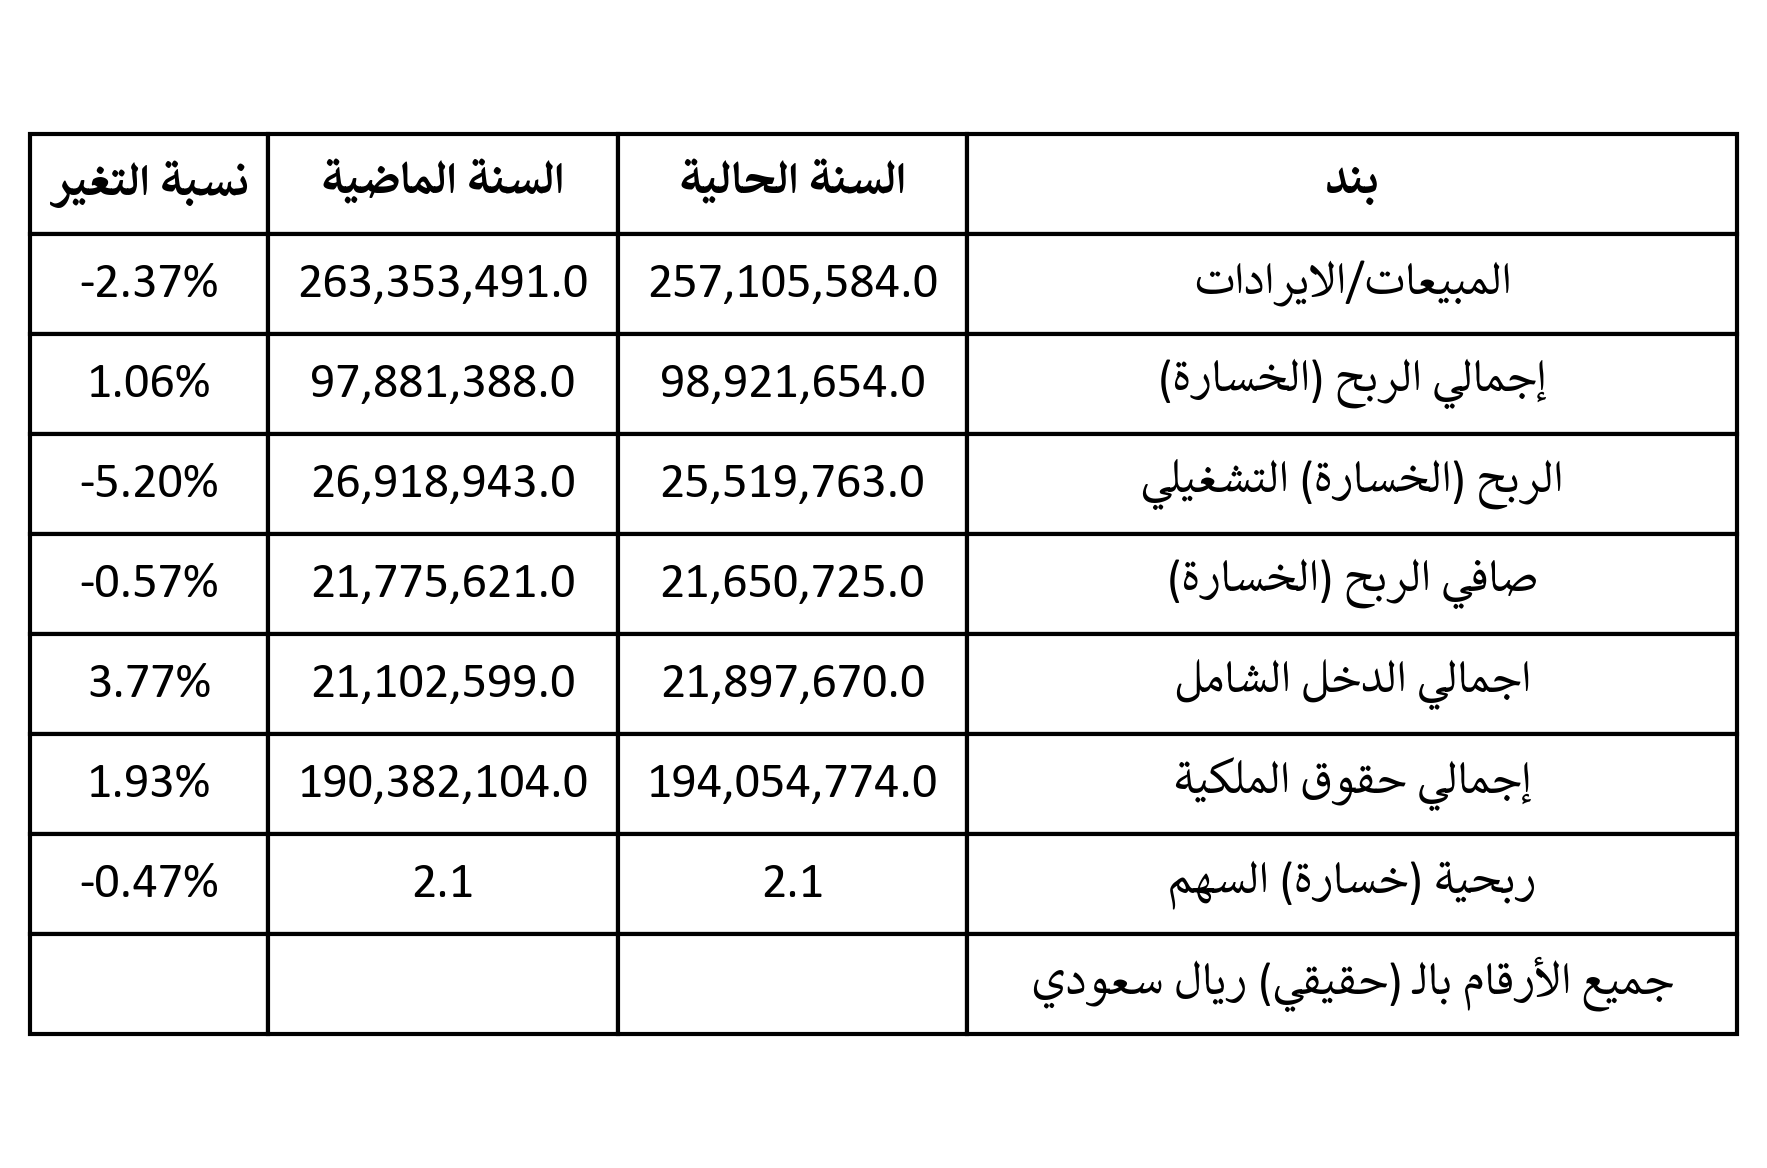 بند السنة الحالية السنة الماضية نسبة التغير
المبيعات/الايرادات 257,105,584.0 263,353,491.0 -2.37%
إجمالي الربح (الخسارة) 98,921,654.0 97,881,388.0 1.06%
الربح (الخسارة) التشغيلي 25,519,763.0 26,918,943.0 -5.20%
صافي الربح (الخسارة) 21,650,725.0 21,775,621.0 -0.57%
اجمالي الدخل الشامل 21,897,670.0 21,102,599.0 3.77%
إجمالي حقوق الملكية 194,054,774.0 190,382,104.0 1.93%
ربحية (خسارة) السهم 2.1 2.1 -0.47%
جميع الأرقام بالـ (حقيقي) ريال سعودي